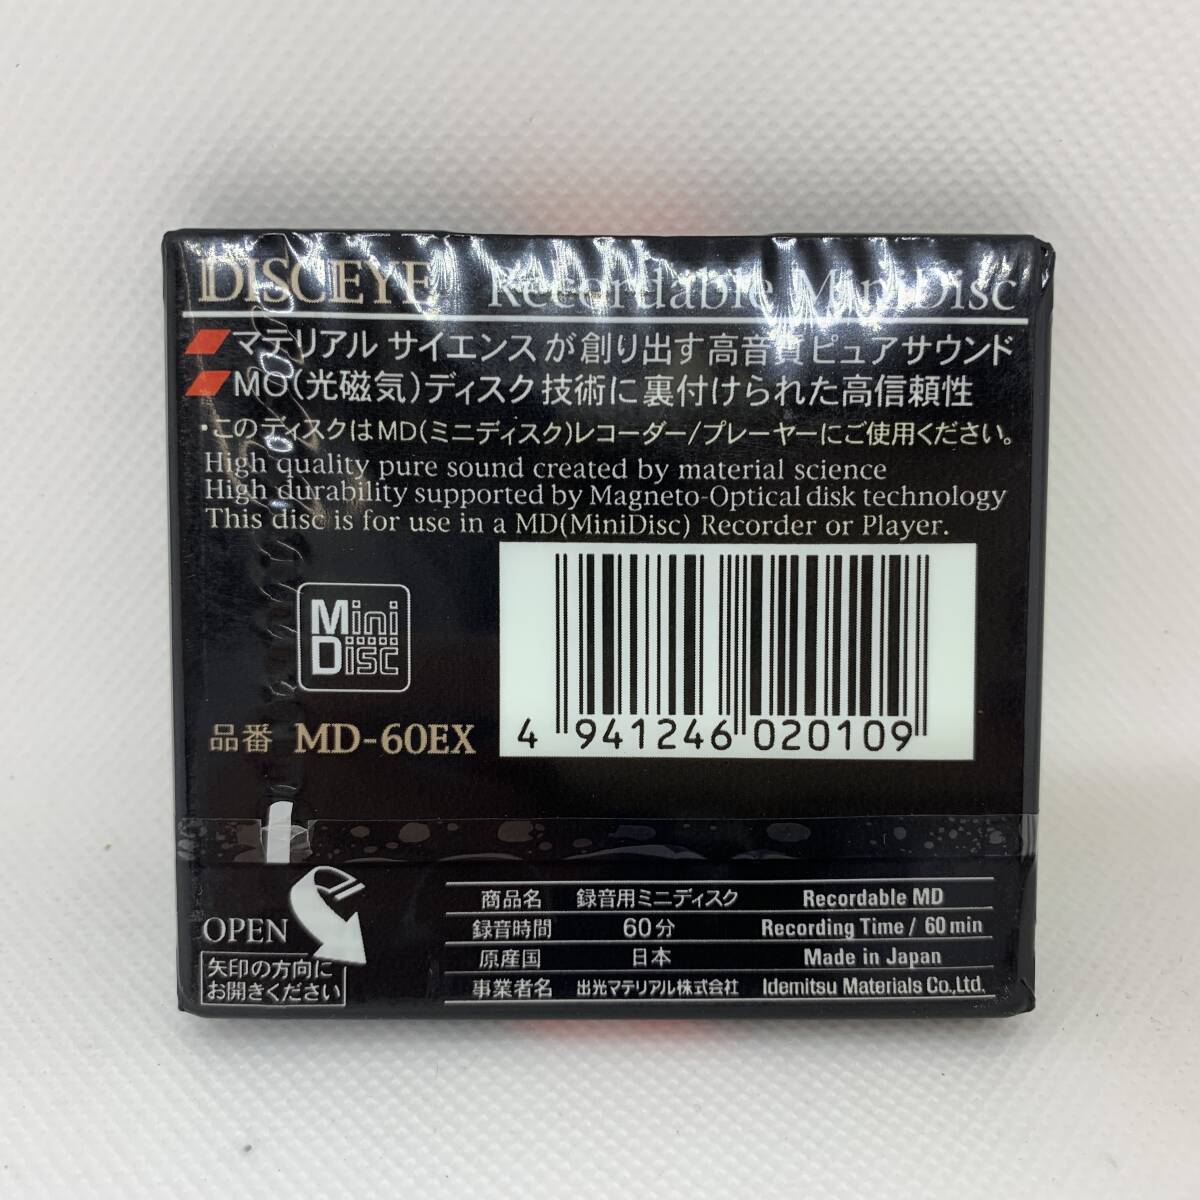 DISCEYE Recordable MiniDisc
マテリアル サイエンスが創り出す高音質ピュアサウンド
MO(光磁気)ディスク技術に裏付けられた高信頼性
・このディスクはMD(ミニディスク)レコーダー/プレーヤーにご使用ください。
High quality pure sound created by material science
High durability supported by Magneto-Optical disk technology
This disc is for use in a MD(MiniDisc) Recorder or Player.
Mini
Disc
品番 MD-60EX
4 941246 020109
OPEN
矢印の方向に
お開きください
商品名 録音用ミニディスク Recordable MD
録音時間 60分 Recording Time / 60 min
原産国 日本 Made in Japan
事業者名 出光マテリアル株式会社 Idemitsu Materials Co.,Ltd.